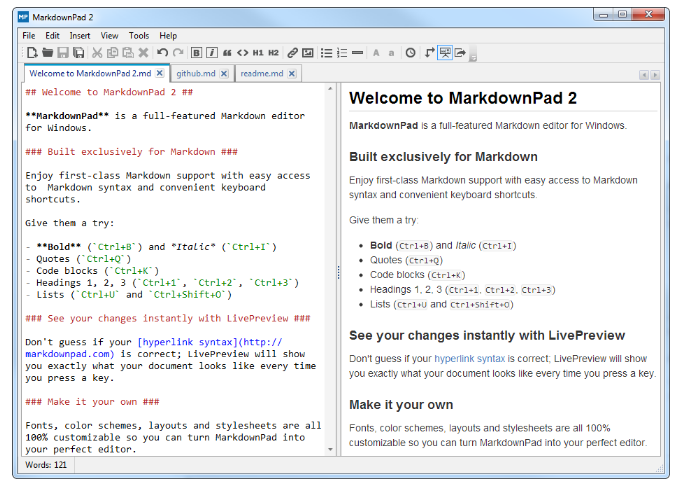 MarkdownPad 2
File Edit Insert View Tools Help
B i “ <> H1 H2 A a
Welcome to MarkdownPad 2.md github.md readme.md
## Welcome to MarkdownPad 2 ##
**MarkdownPad** is a full-featured Markdown editor
for Windows.
### Built exclusively for Markdown ###
Enjoy first-class Markdown support with easy access
to  Markdown syntax and convenient keyboard
shortcuts.
Give them a try:
- **Bold** (`Ctrl+B`) and *Italic* (`Ctrl+I`)
- Quotes (`Ctrl+Q`)
- Code blocks (`Ctrl+K`)
- Headings 1, 2, 3 (`Ctrl+1`, `Ctrl+2`, `Ctrl+3`)
- Lists (`Ctrl+U` and `Ctrl+Shift+O`)
### See your changes instantly with LivePreview ###
Don't guess if your [hyperlink syntax](http://
markdownpad.com) is correct; LivePreview will show
you exactly what your document looks like every time
you press a key.
### Make it your own ###
Fonts, color schemes, layouts and stylesheets are all
100% customizable so you can turn MarkdownPad into
your perfect editor.
Welcome to MarkdownPad 2
MarkdownPad is a full-featured Markdown editor for Windows.
Built exclusively for Markdown
Enjoy first-class Markdown support with easy access to Markdown
syntax and convenient keyboard shortcuts.
Give them a try:
• Bold (Ctrl+B) and Italic (Ctrl+I)
• Quotes (Ctrl+Q)
• Code blocks (Ctrl+K)
• Headings 1, 2, 3 (Ctrl+1, Ctrl+2, Ctrl+3)
• Lists (Ctrl+U and Ctrl+Shift+O)
See your changes instantly with LivePreview
Don't guess if your hyperlink syntax is correct; LivePreview will show
you exactly what your document looks like every time you press a key.
Make it your own
Fonts, color schemes, layouts and stylesheets are all 100%
customizable so you can turn MarkdownPad into your perfect editor.
Words: 121